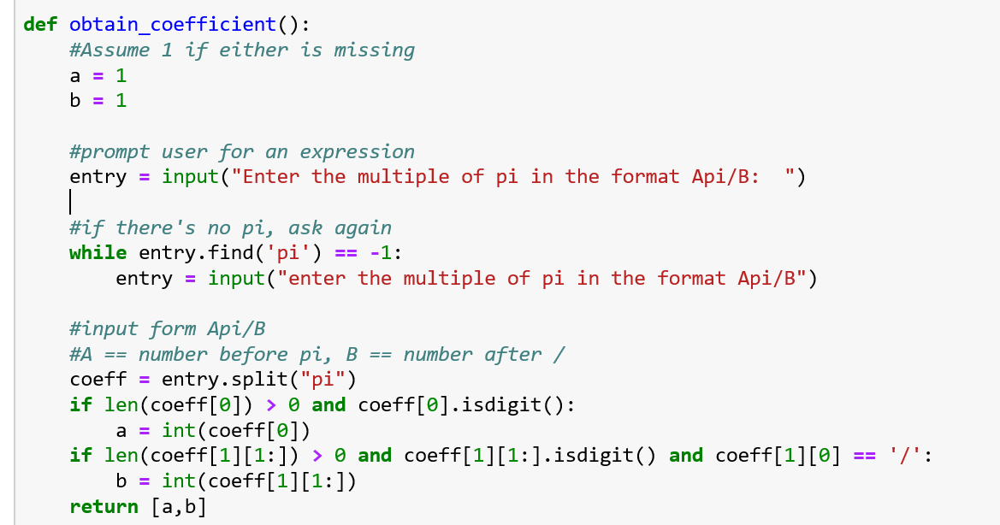 def obtain_coefficient():
    #Assume 1 if either is missing
    a = 1
    b = 1
    #prompt user for an expression
    entry = input("Enter the multiple of pi in the format Api/B:  ")
    #if there's no pi, ask again
    while entry.find('pi') == -1:
        entry = input("enter the multiple of pi in the format Api/B")
    #input form Api/B
    #A == number before pi, B == number after /
    coeff = entry.split("pi")
    if len(coeff[0]) > 0 and coeff[0].isdigit():
        a = int(coeff[0])
    if len(coeff[1][1:]) > 0 and coeff[1][1:].isdigit() and coeff[1][0] == '/':
        b = int(coeff[1][1:])
    return [a,b]